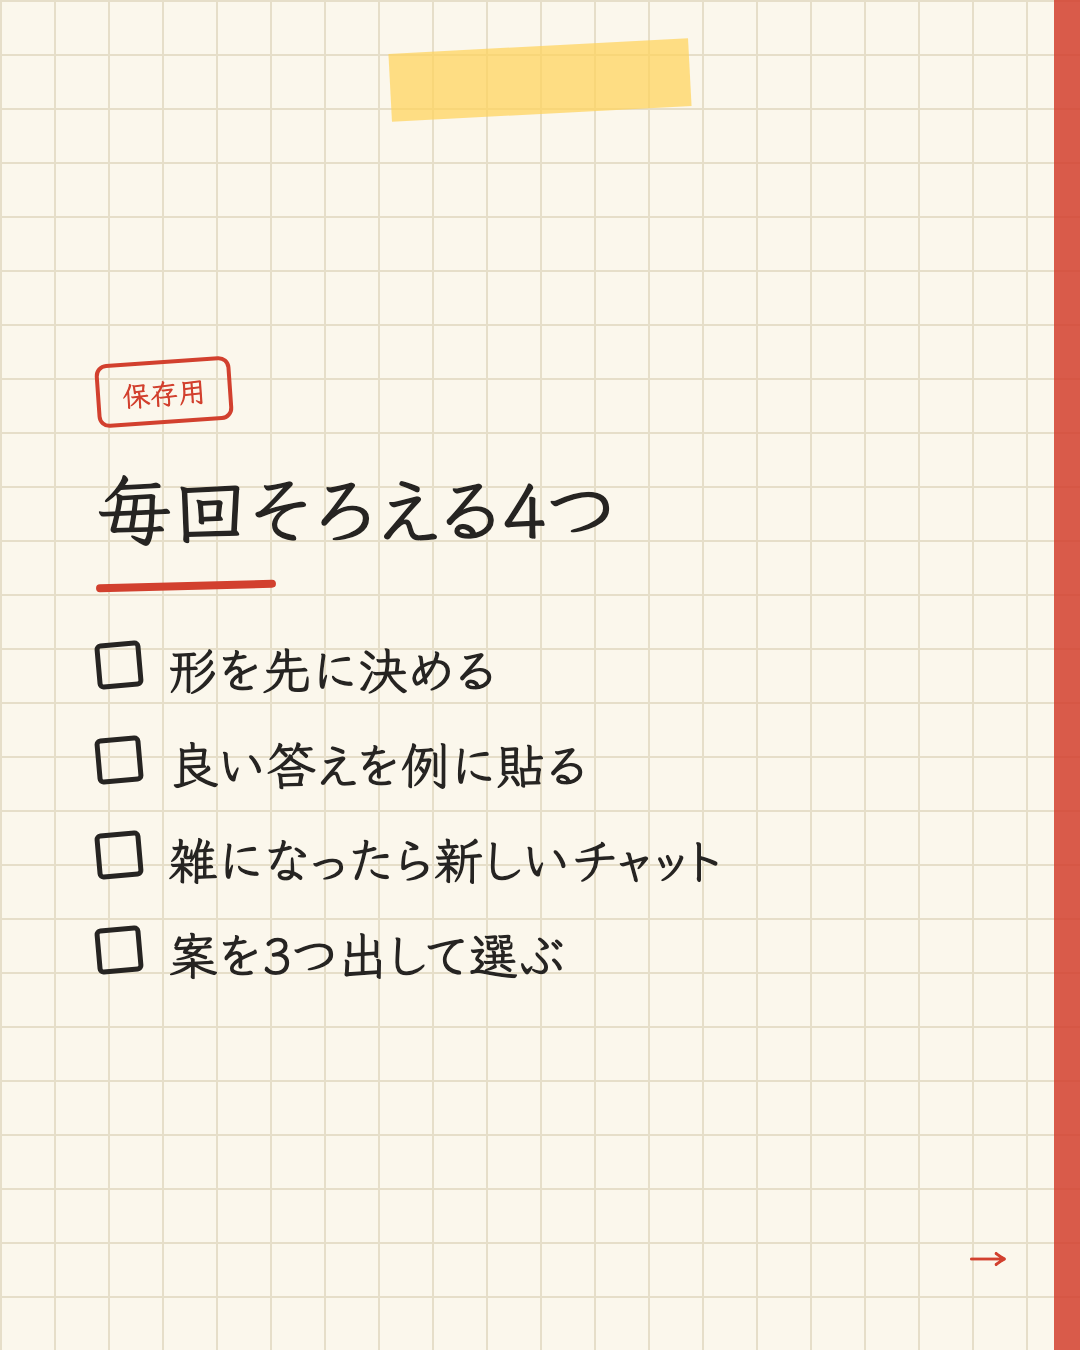 保存用
毎回そろえる4つ
形を先に決める
良い答えを例に貼る
雑になったら新しいチャット
案を3つ出して選ぶ
→